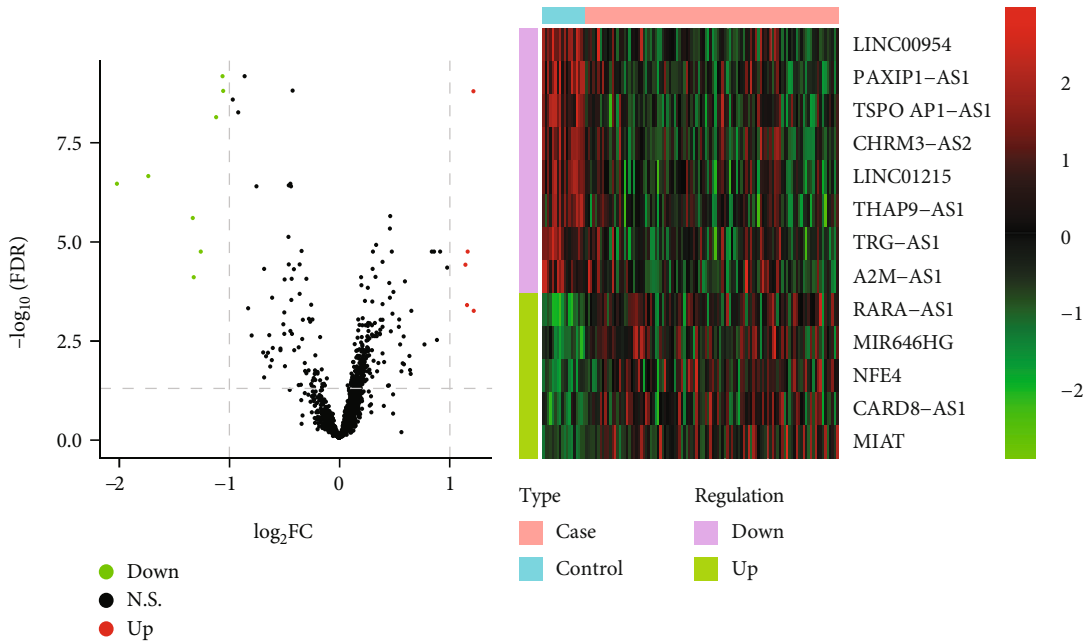 7.5
5.0
2.5
0.0
−log10 (FDR)
−2
−1
0
1
log2FC
Down
N.S.
Up
LINC00954
PAXIP1−AS1
TSPO AP1−AS1
CHRM3−AS2
LINC01215
THAP9−AS1
TRG−AS1
A2M−AS1
RARA−AS1
MIR646HG
NFE4
CARD8−AS1
MIAT
2
1
0
−1
−2
Type
Case
Control
Regulation
Down
Up